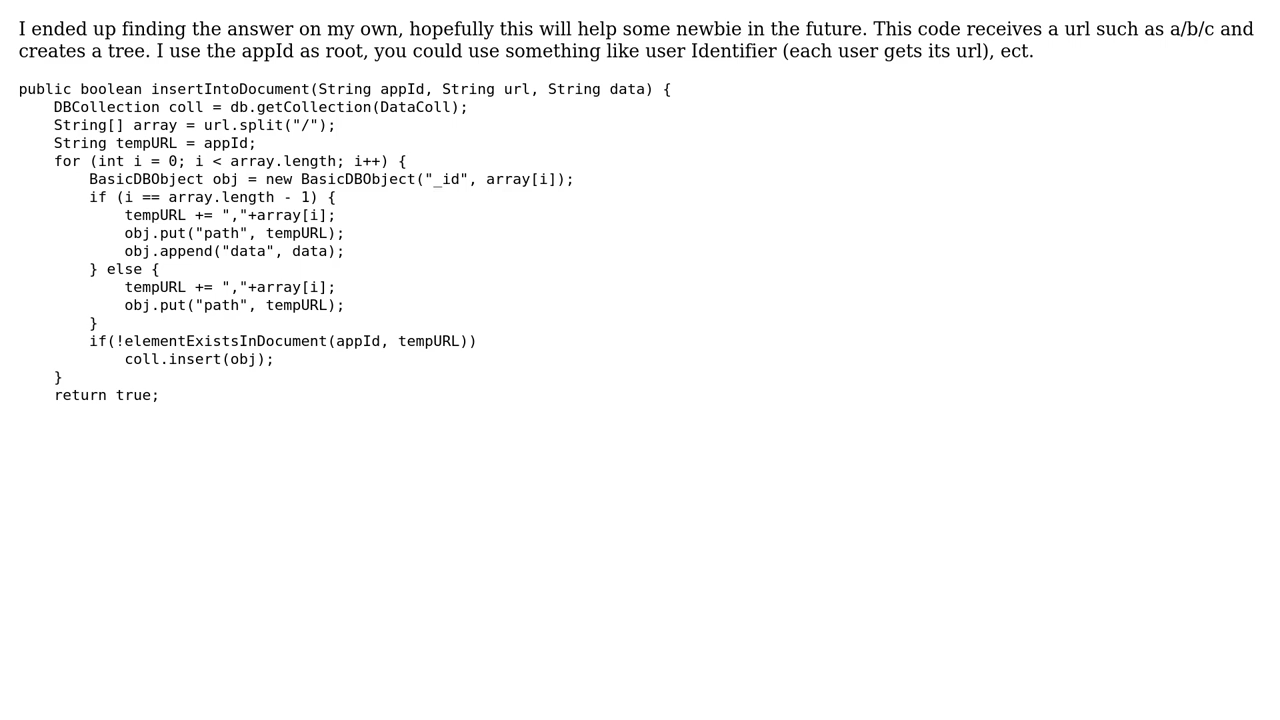 I ended up finding the answer on my own, hopefully this will help some newbie in the future. This code receives a url such as a/b/c and
creates a tree. I use the appId as root, you could use something like user Identifier (each user gets its url), ect.
public boolean insertIntoDocument(String appId, String url, String data) {
    DBCollection coll = db.getCollection(DataColl);
    String[] array = url.split("/");
    String tempURL = appId;
    for (int i = 0; i < array.length; i++) {
        BasicDBObject obj = new BasicDBObject("_id", array[i]);
        if (i == array.length - 1) {
            tempURL += ","+array[i];
            obj.put("path", tempURL);
            obj.append("data", data);
        } else {
            tempURL += ","+array[i];
            obj.put("path", tempURL);
        }
        if(!elementExistsInDocument(appId, tempURL))
            coll.insert(obj);
    }
    return true;